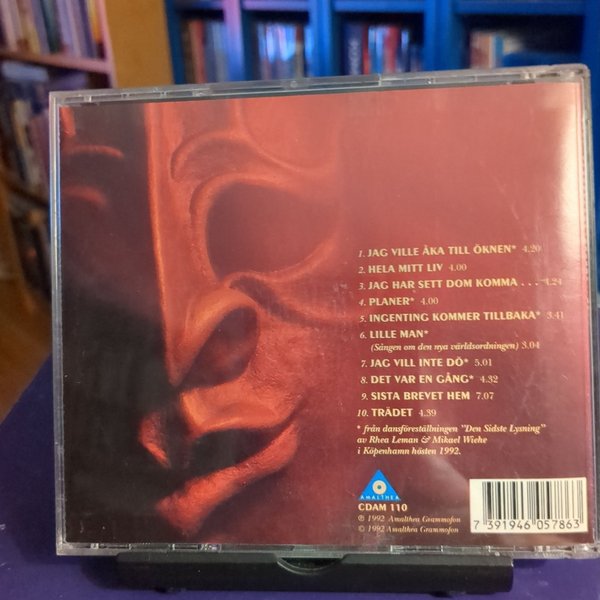 1. JAG VILLE ÅKA TILL ÖKNEN* 4.20
2. HELA MITT LIV 4.00
3. JAG HAR SETT DOM KOMMA . . . 4.24
4. PLANER* 4.00
5. INGENTING KOMMER TILLBAKA* 3.41
6. LILLE MAN*
(Sången om den nya världsordningen) 3.04
7. JAG VILL INTE DÖ* 5.01
8. DET VAR EN GÅNG* 4.32
9. SISTA BREVET HEM 7.07
10. TRÄDET 4.39
* från dansföreställningen "Den Sidste Lysning"
av Rhea Leman & Mikael Wiehe
i Köpenhamn hösten 1992.
AMALTHEA
CDAM 110
℗ 1992 Amalthea Grammofon
© 1992 Amalthea Grammofon
7 391946 057863